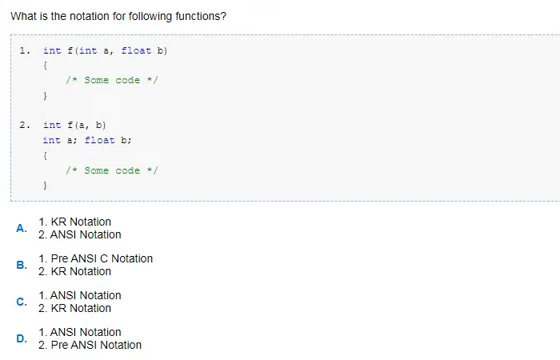 What is the notation for following functions?
1. int f(int a, float b)
{
/* Some code */
}
2. int f(a, b)
int a; float b;
{
/* Some code */
}
A. 1. KR Notation
2. ANSI Notation
B. 1. Pre ANSI C Notation
2. KR Notation
C. 1. ANSI Notation
2. KR Notation
D. 1. ANSI Notation
2. Pre ANSI Notation